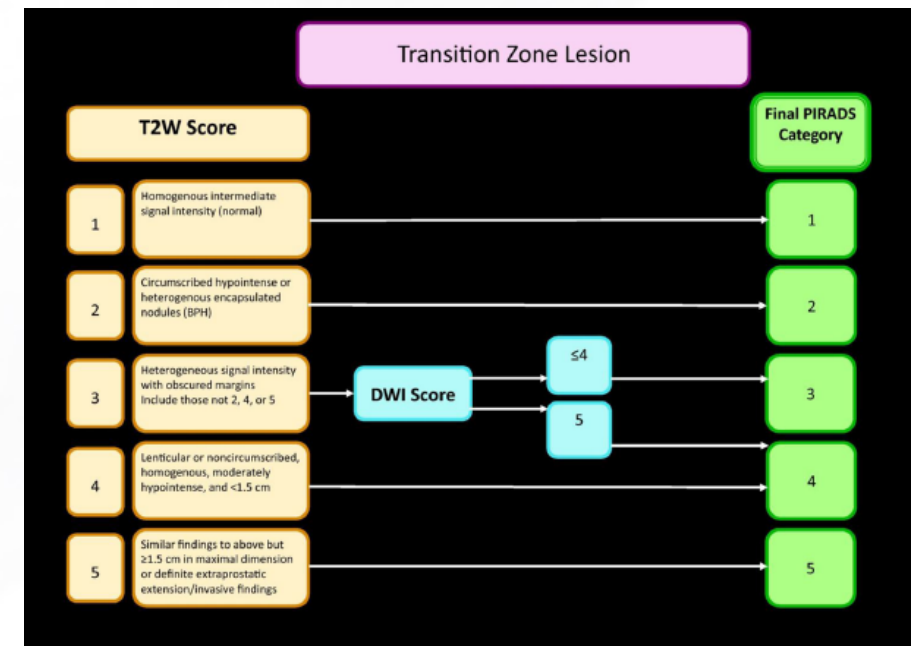 Transition Zone Lesion
T2W Score
Final PIRADS
Category
1
Homogenous intermediate
signal intensity (normal)
1
2
Circumscribed hypointense or
heterogenous encapsulated
nodules (BPH)
2
3
Heterogeneous signal intensity
with obscured margins
Include those not 2, 4, or 5
DWI Score
≤4
5
3
4
Lenticular or noncircumscribed,
homogenous, moderately
hypointense, and <1.5 cm
4
5
Similar findings to above but
≥1.5 cm in maximal dimension
or definite extraprostatic
extension/invasive findings
5